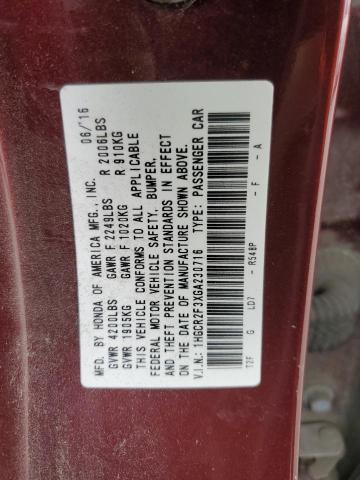 MFD. BY HONDA OF AMERICA MFG., INC. 06/'16
GVWR 4200LBS GAWR F 2249LBS R 2006LBS
GVWR 1905KG GAWR F 1020KG R 910KG
THIS VEHICLE CONFORMS TO ALL APPLICABLE
FEDERAL MOTOR VEHICLE SAFETY, BUMPER,
AND THEFT PREVENTION STANDARDS IN EFFECT
ON THE DATE OF MANUFACTURE SHOWN ABOVE.
V.I.N.: 1HGCR2F3XGA230716 TYPE: PASSENGER CAR
T2F G LD7 - R548P - F - A